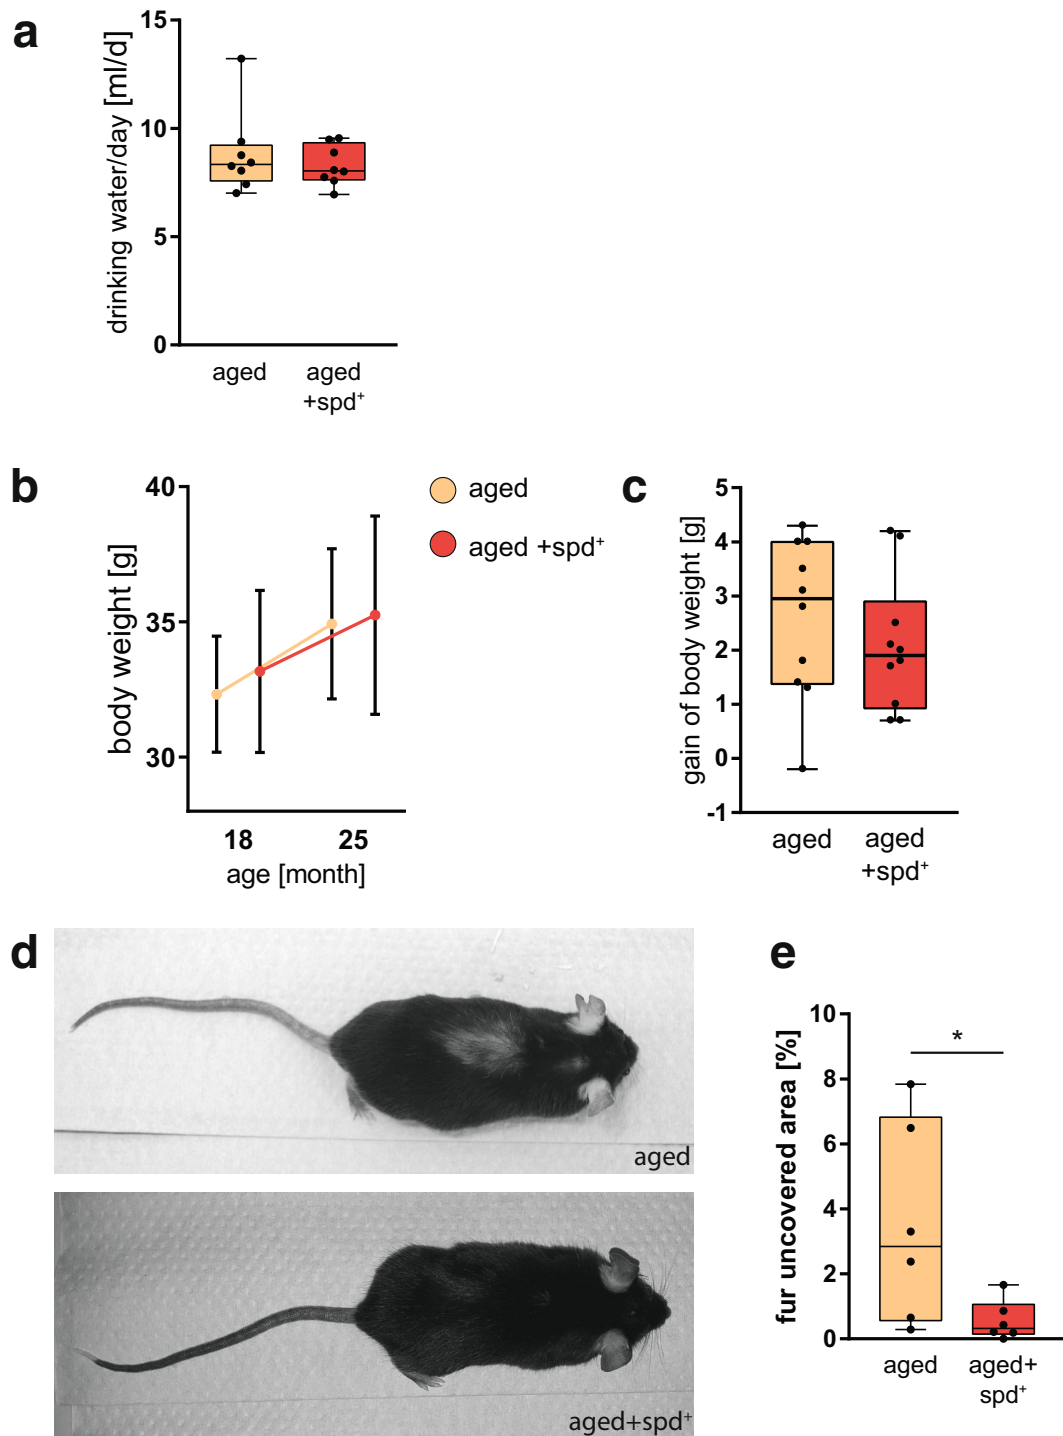 a
drinking water/day [ml/d]
15
10
5
0
aged
aged
+spd⁺
b
body weight [g]
40
35
30
18
25
age [month]
aged
aged +spd⁺
c
gain of body weight [g]
5
4
3
2
1
0
-1
aged
aged
+spd⁺
d
aged
aged+spd⁺
e
fur uncovered area [%]
10
8
6
4
2
0
*
aged
aged+
spd⁺